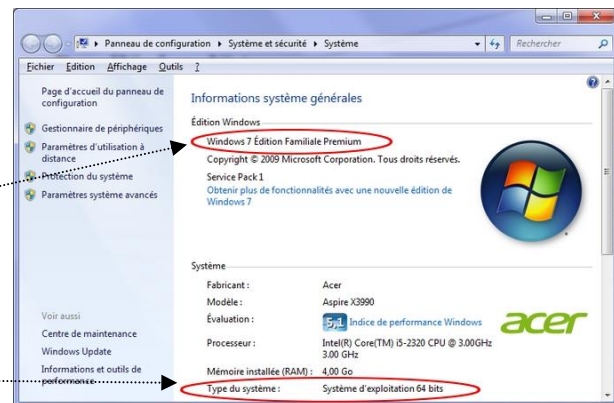 Panneau de configuration ▸ Système et sécurité ▸ Système
Rechercher
Fichier Edition Affichage Outils ?
Page d'accueil du panneau de
configuration
Gestionnaire de périphériques
Paramètres d'utilisation à
distance
Protection du système
Paramètres système avancés
Voir aussi
Centre de maintenance
Windows Update
Informations et outils de
performance
Informations système générales
Édition Windows
Windows 7 Édition Familiale Premium
Copyright © 2009 Microsoft Corporation. Tous droits réservés.
Service Pack 1
Obtenir plus de fonctionnalités avec une nouvelle édition de
Windows 7
Système
Fabricant : Acer
Modèle : Aspire X3990
Évaluation : 5,1 Indice de performance Windows
Processeur : Intel(R) Core(TM) i5-2320 CPU @ 3.00GHz
3.00 GHz
Mémoire installée (RAM) : 4,00 Go
Type du système : Système d'exploitation 64 bits
acer